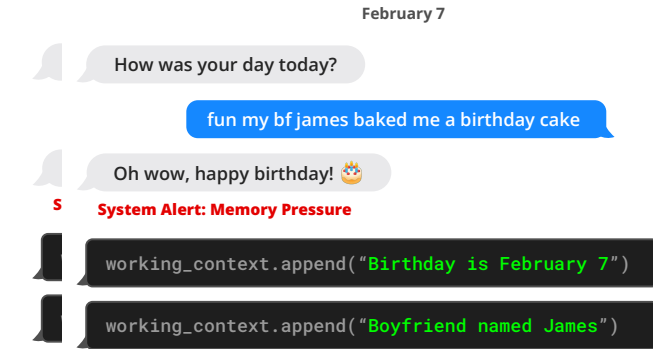 February 7
How was your day today?
fun my bf james baked me a birthday cake
Oh wow, happy birthday! 🎂
S
System Alert: Memory Pressure
working_context.append(“Birthday is February 7”)
working_context.append(“Boyfriend named James”)